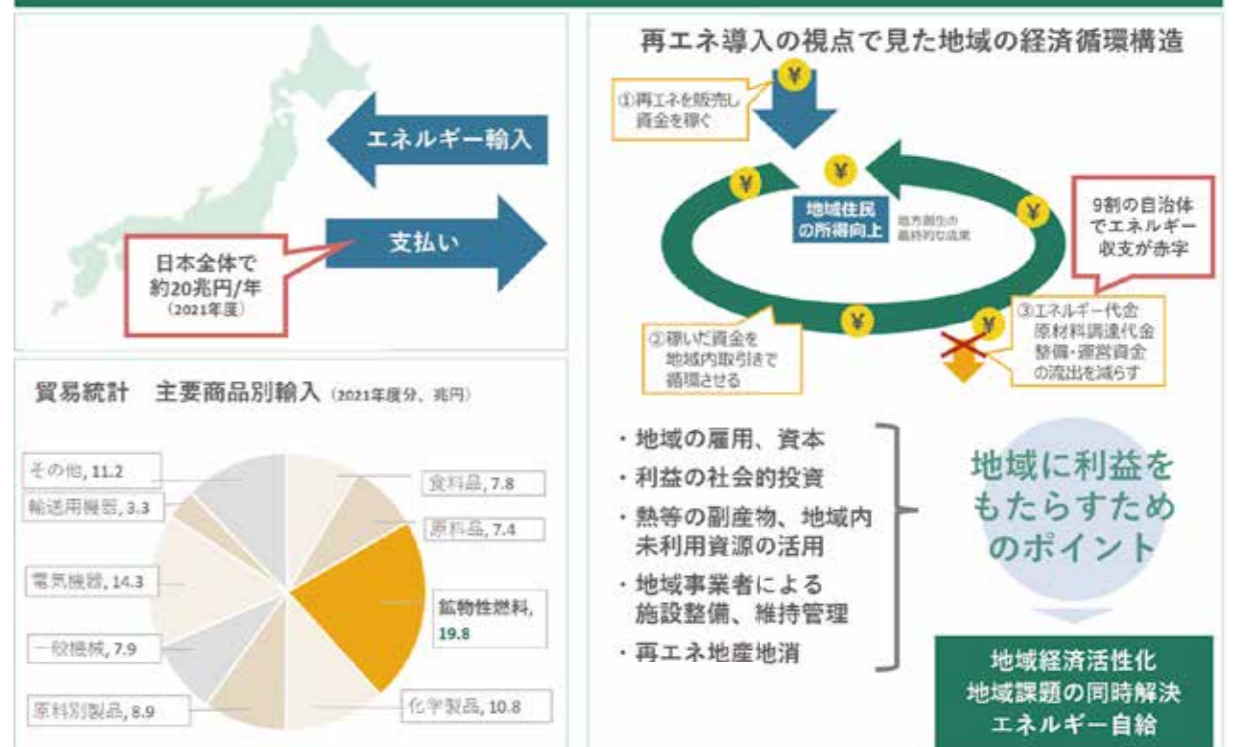 エネルギー輸入
支払い
日本全体で
約20兆円/年
(2021年度)
貿易統計 主要商品別輸入(2021年度分、兆円)
その他, 11.2
輸送用機器, 3.3
電気機器, 14.3
一般機械, 7.9
原料別製品, 8.9
食料品, 7.8
原料品, 7.4
鉱物性燃料,
19.8
化学製品, 10.8
再エネ導入の視点で見た地域の経済循環構造
¥
①再エネを販売し
資金を稼ぐ
¥
¥
¥
地域住民
の所得向上
地方創生の
最終的な成果
9割の自治体
でエネルギー
収支が赤字
②稼いだ資金を
地域内取引きで
循環させる
¥
¥
③エネルギー代金
原材料調達代金
整備・運営資金
の流出を減らす
・地域の雇用、資本
・利益の社会的投資
・熱等の副産物、地域内
未利用資源の活用
・地域事業者による
施設整備、維持管理
・再エネ地産地消
地域に利益を
もたらすため
のポイント
地域経済活性化
地域課題の同時解決
エネルギー自給